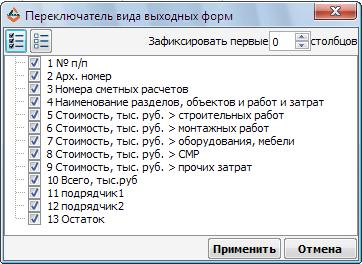 Переключатель вида выходных форм
Зафиксировать первые 0 столбцов
1 № п/п
2 Арх. номер
3 Номера сметных расчетов
4 Наименование разделов, объектов и работ и затрат
5 Стоимость, тыс. руб. > строительных работ
6 Стоимость, тыс. руб. > монтажных работ
7 Стоимость, тыс. руб. > оборудования, мебели
8 Стоимость, тыс. руб. > СМР
9 Стоимость, тыс. руб. > прочих затрат
10 Всего, тыс.руб
11 подрядчик1
12 подрядчик2
13 Остаток
Применить Отмена